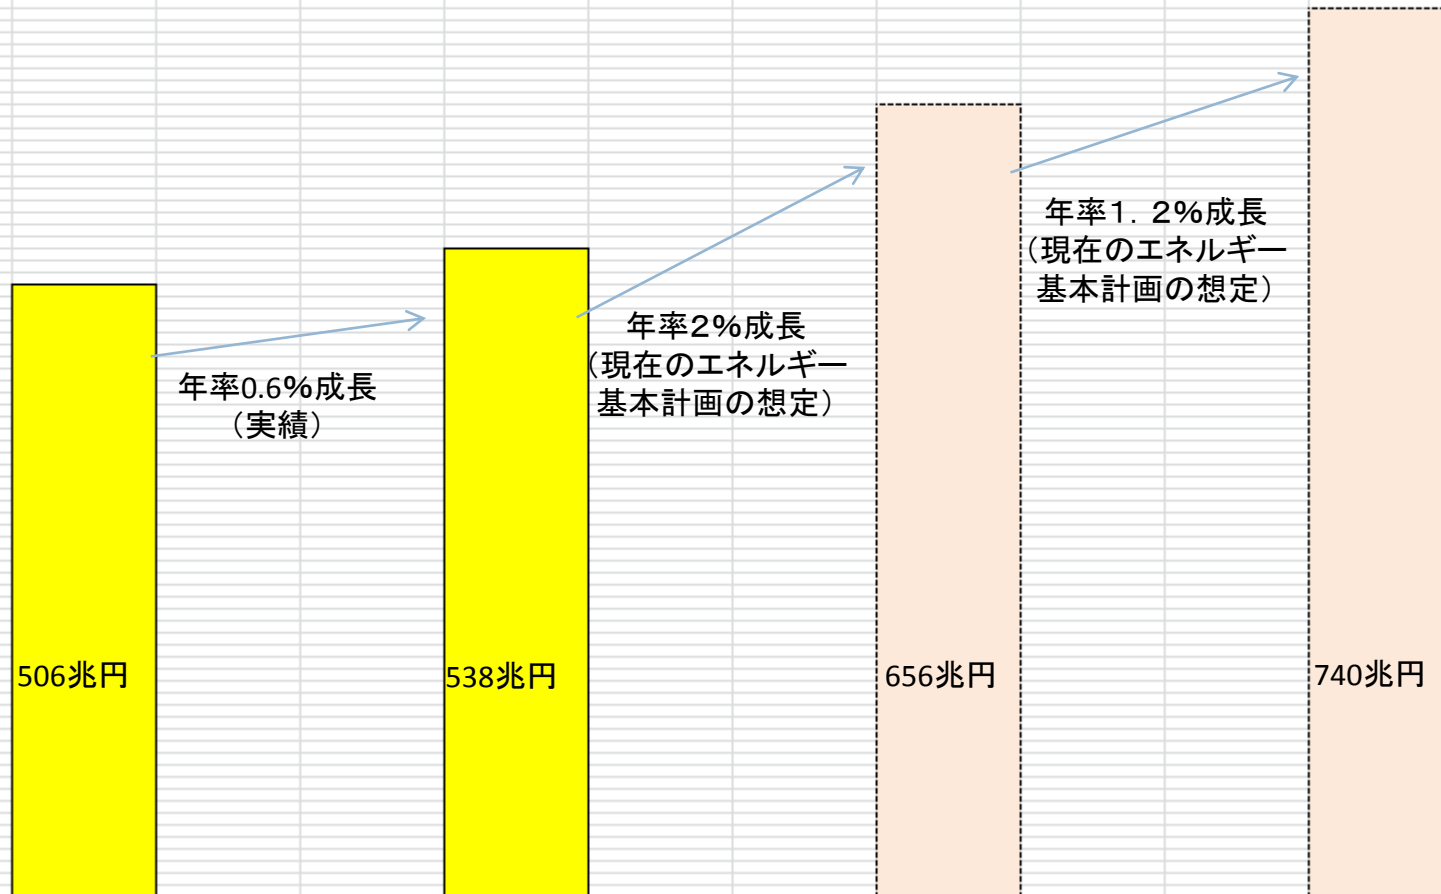 506兆円
年率0.6%成長
（実績）
538兆円
年率２%成長
（現在のエネルギー
基本計画の想定）
656兆円
年率１．２%成長
（現在のエネルギー
基本計画の想定）
740兆円